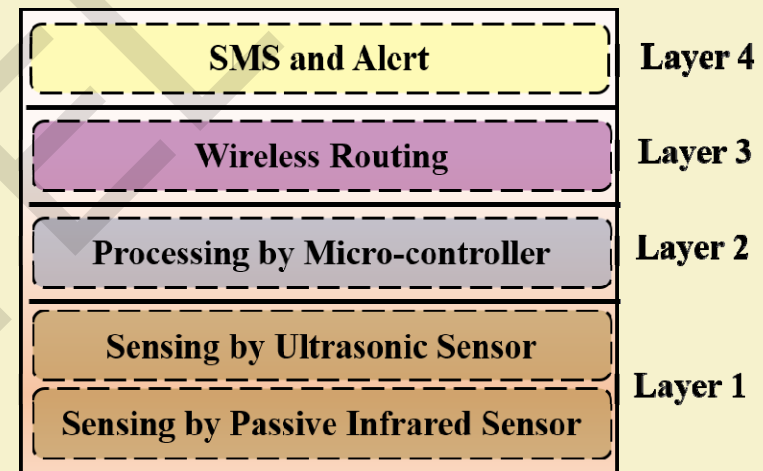 SMS and Alert
Layer 4
Wireless Routing
Layer 3
Processing by Micro-controller
Layer 2
Sensing by Ultrasonic Sensor
Layer 1
Sensing by Passive Infrared Sensor